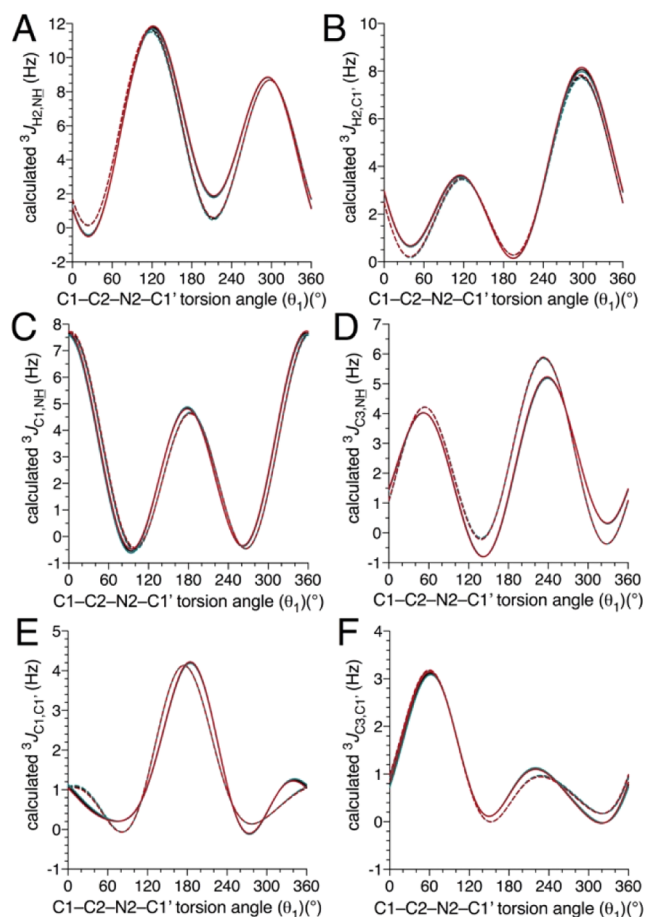 A
calculated ³J_H2,NH (Hz)
12
10
8
6
4
2
0
-2
0 60 120 180 240 300 360
C1–C2–N2–C1' torsion angle (θ₁)(°)
B
calculated ³J_H2,C1' (Hz)
10
8
6
4
2
0
0 60 120 180 240 300 360
C1–C2–N2–C1' torsion angle (θ₁)(°)
C
calculated ³J_C1,NH (Hz)
8
7
6
5
4
3
2
1
0
-1
0 60 120 180 240 300 360
C1–C2–N2–C1' torsion angle (θ₁)(°)
D
calculated ³J_C3,NH (Hz)
7
6
5
4
3
2
1
0
-1
0 60 120 180 240 300 360
C1–C2–N2–C1' torsion angle (θ₁)(°)
E
calculated ³J_C1,C1' (Hz)
5
4
3
2
1
0
-1
0 60 120 180 240 300 360
C1–C2–N2–C1' torsion angle (θ₁)(°)
F
calculated ³J_C3,C1' (Hz)
4
3
2
1
0
-1
0 60 120 180 240 300 360
C1–C2–N2–C1' torsion angle (θ₁)(°)